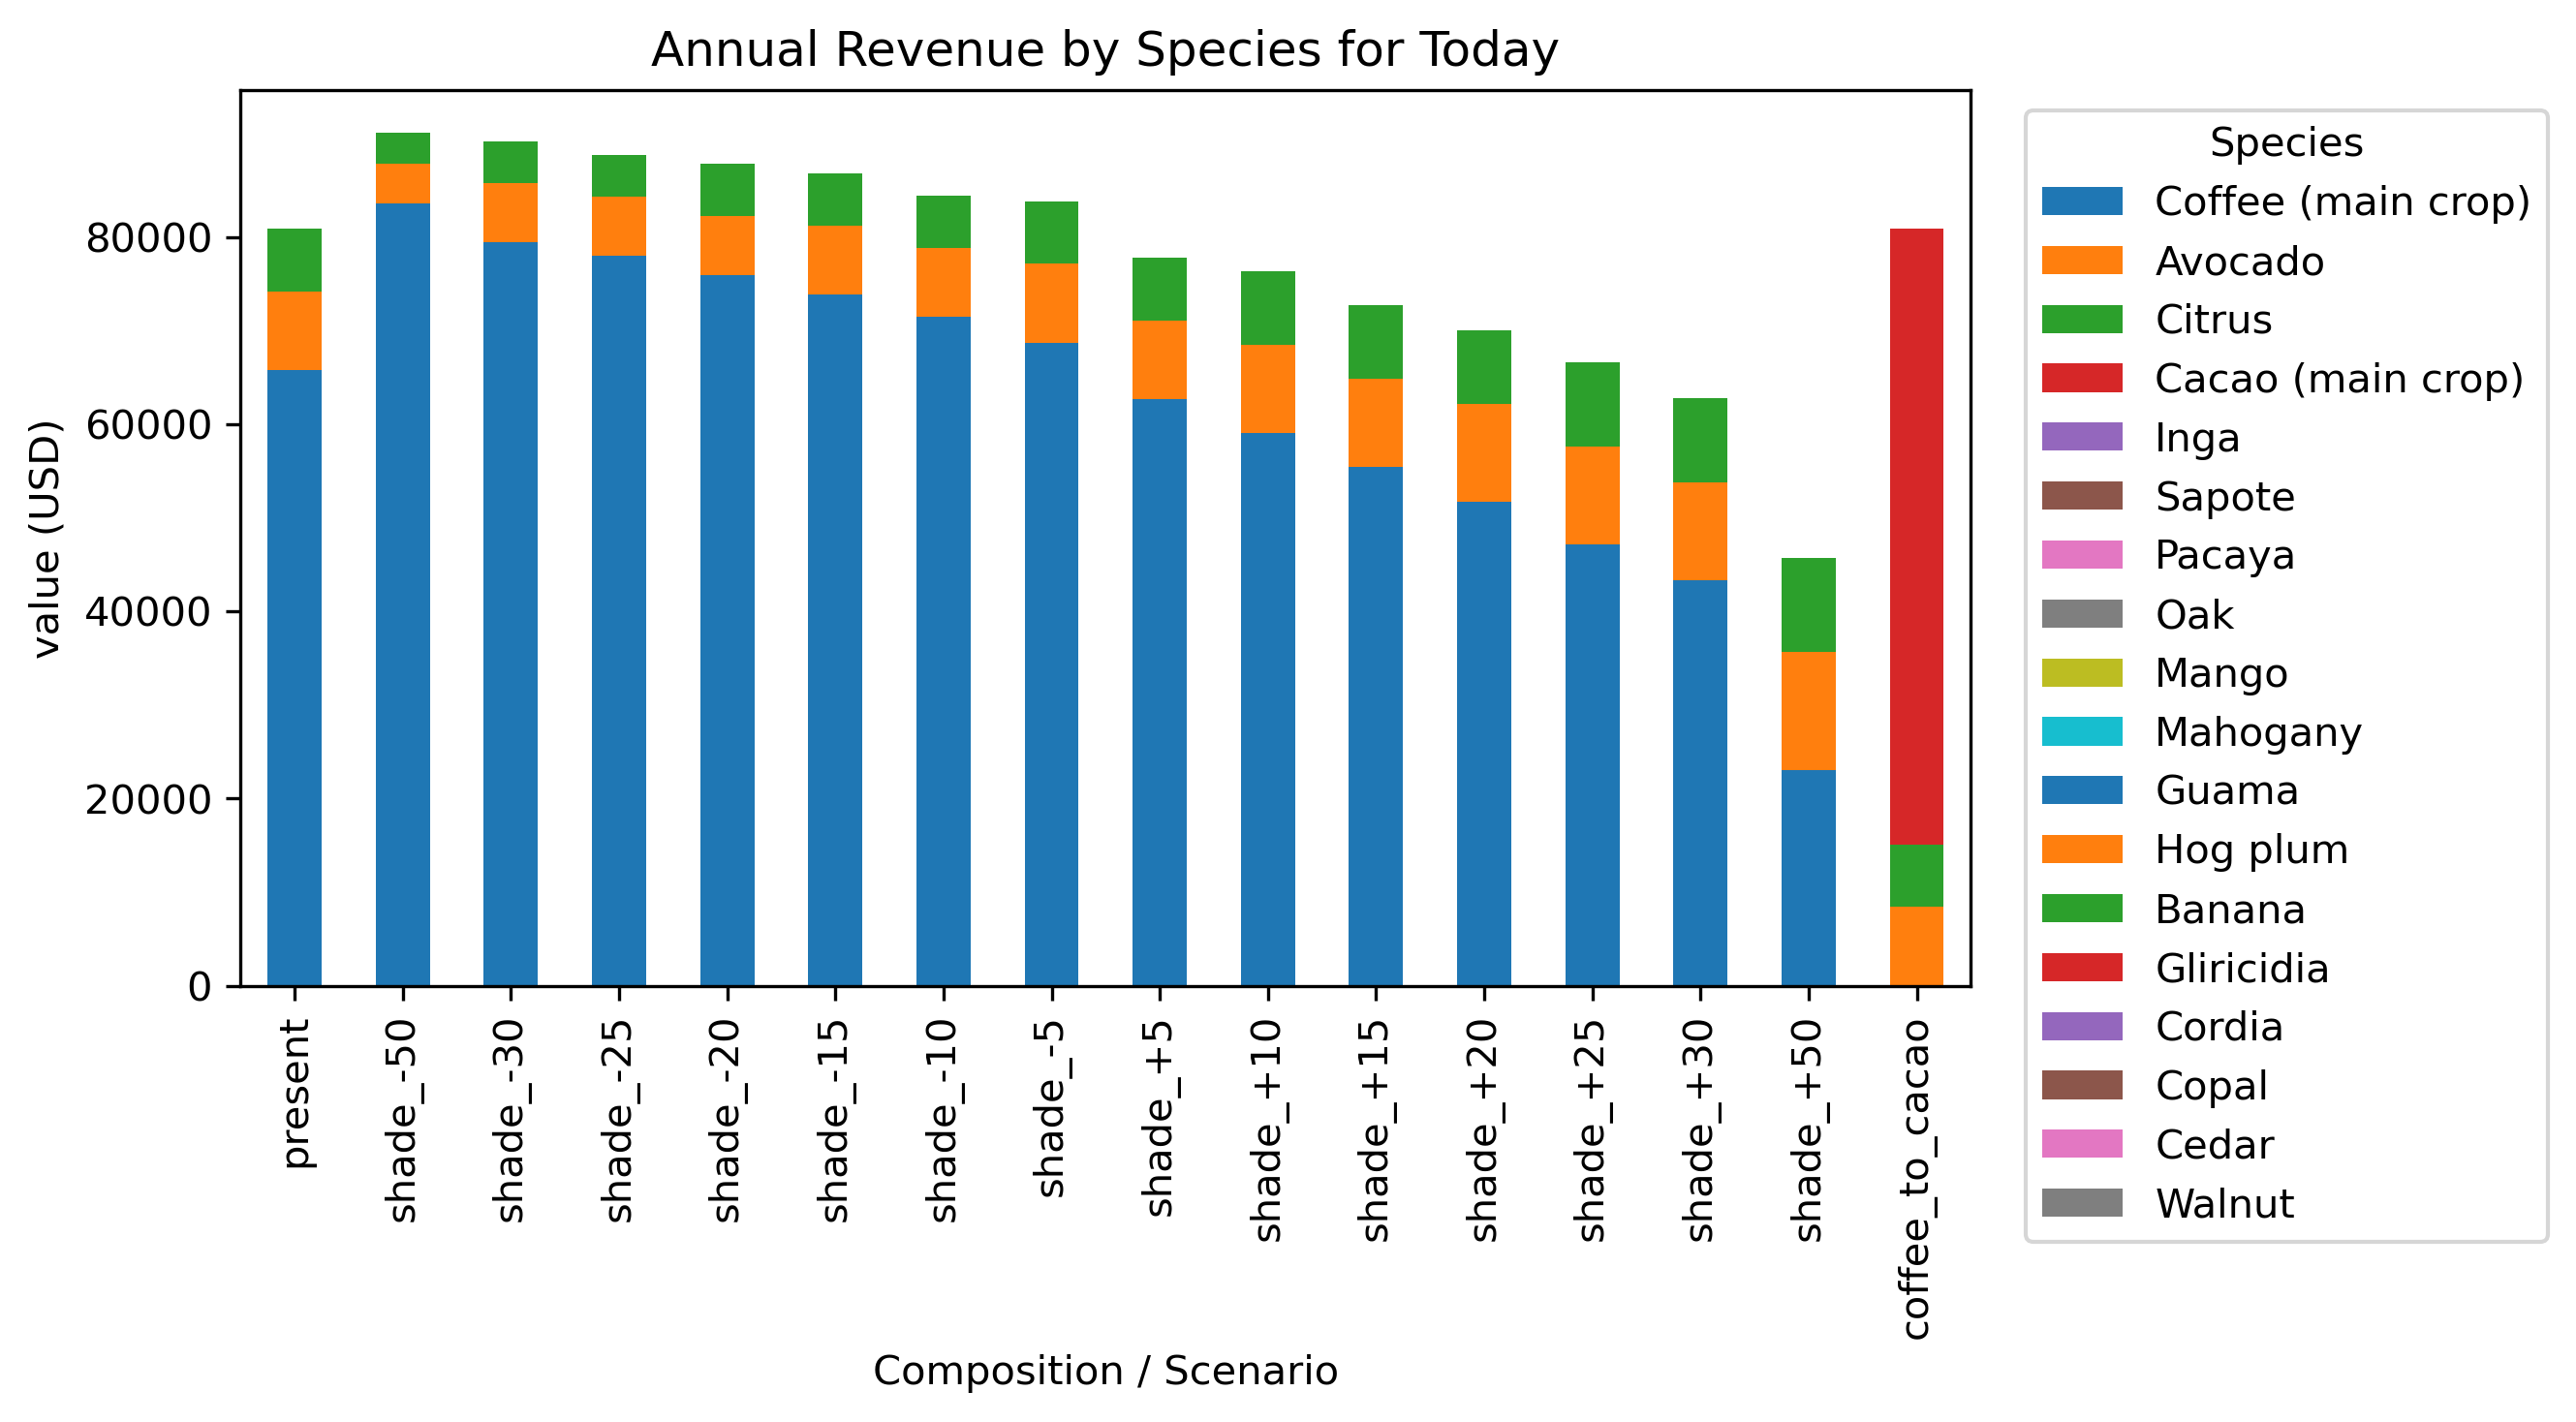 Annual Revenue by Species for Today
value (USD)
80000
60000
40000
20000
0
present
shade_-50
shade_-30
shade_-25
shade_-20
shade_-15
shade_-10
shade_-5
shade_+5
shade_+10
shade_+15
shade_+20
shade_+25
shade_+30
shade_+50
coffee_to_cacao
Composition / Scenario
Species
Coffee (main crop)
Avocado
Citrus
Cacao (main crop)
Inga
Sapote
Pacaya
Oak
Mango
Mahogany
Guama
Hog plum
Banana
Gliricidia
Cordia
Copal
Cedar
Walnut